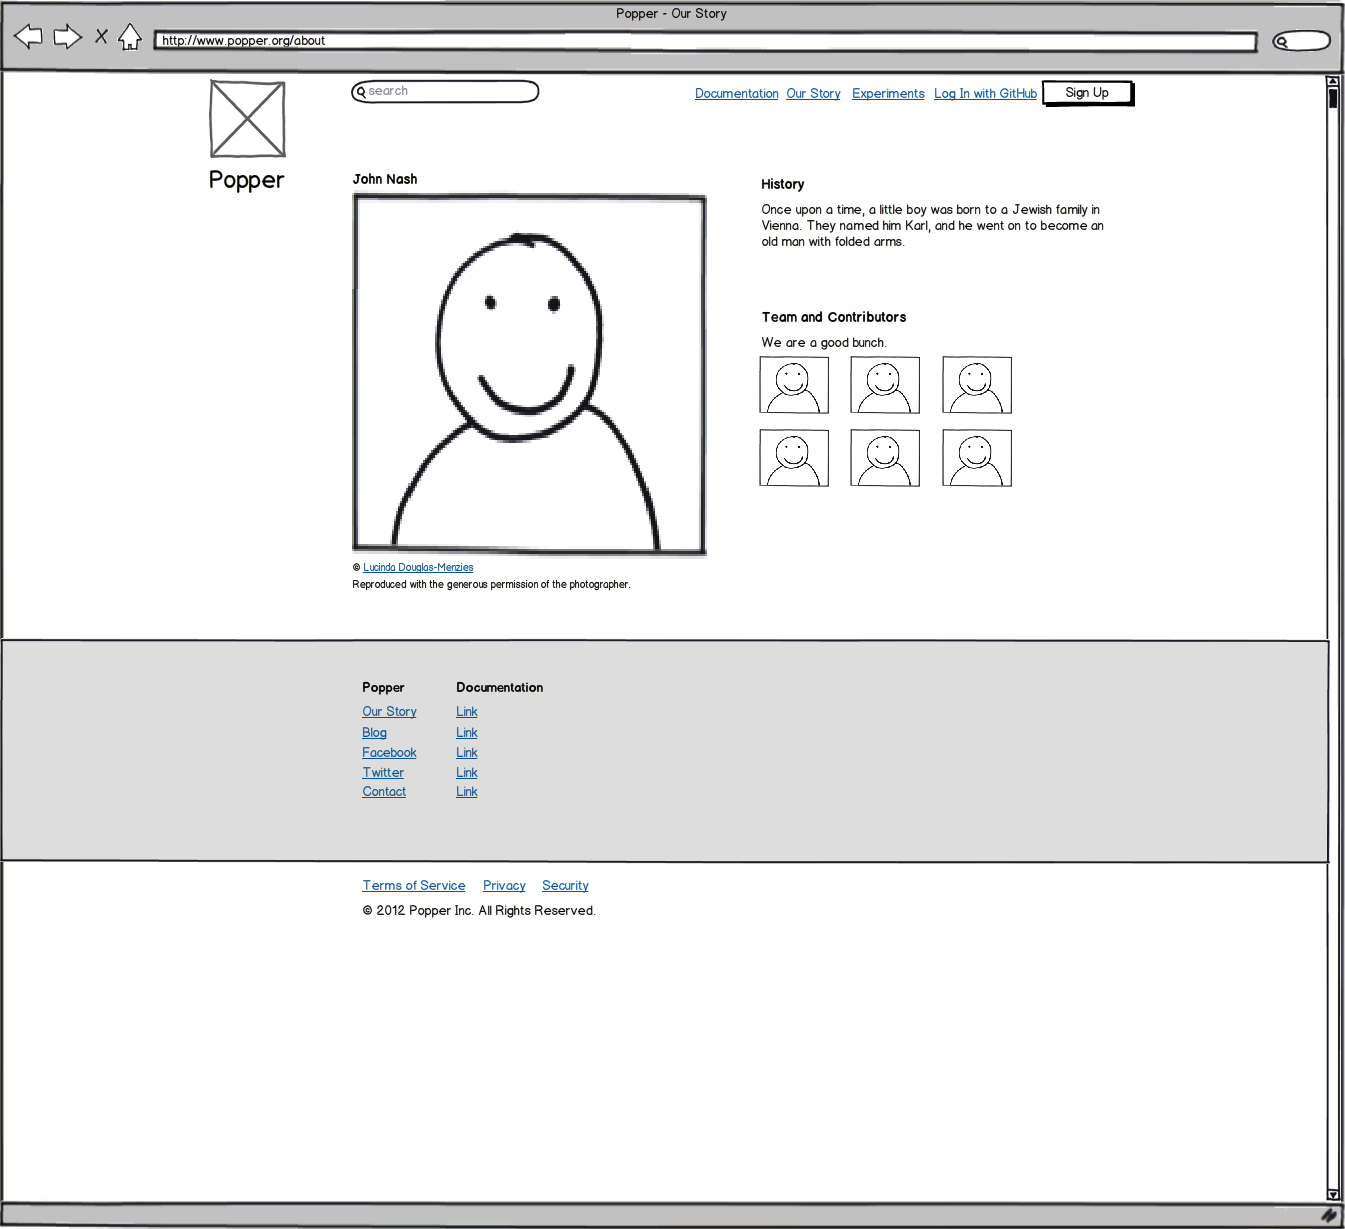 Popper - Our Story
http://www.popper.org/about
search
Documentation Our Story Experiments Log In with GitHub Sign Up
Popper
John Nash
History
Once upon a time, a little boy was born to a Jewish family in
Vienna. They named him Karl, and he went on to become an
old man with folded arms.
Team and Contributors
We are a good bunch.
© Lucinda Douglas-Menzies
Reproduced with the generous permission of the photographer.
Popper
Our Story
Blog
Facebook
Twitter
Contact
Documentation
Link
Link
Link
Link
Link
Terms of Service Privacy Security
© 2012 Popper Inc. All Rights Reserved.